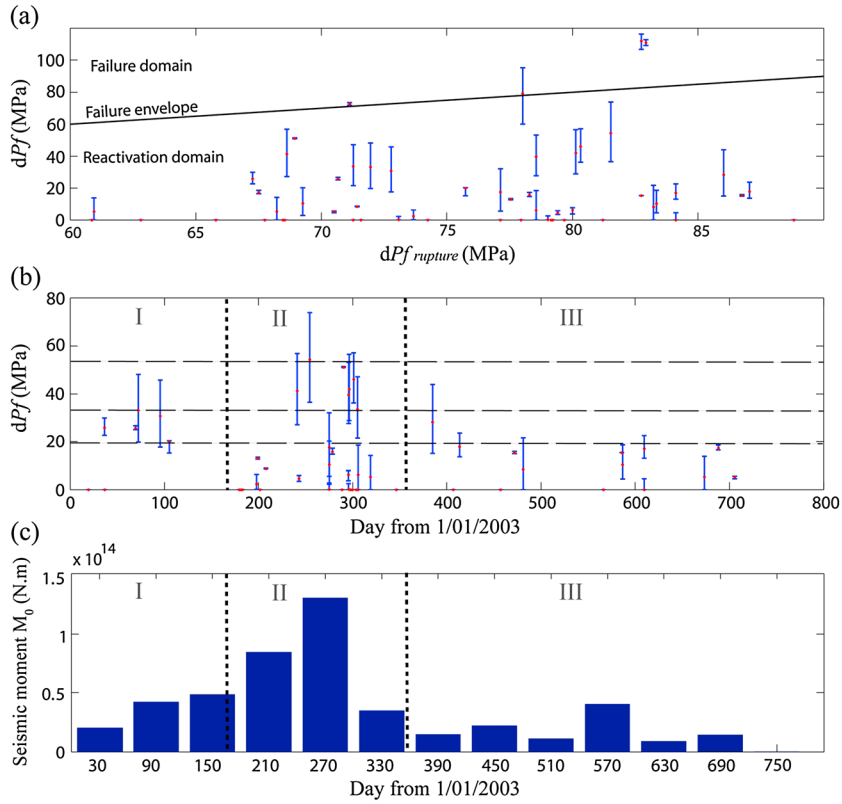 (a)
dPf (MPa)
100
80
60
40
20
0
Failure domain
Failure envelope
Reactivation domain
60 65 70 75 80 85
dPf rupture (MPa)
(b)
dPf (MPa)
80
60
40
20
0
I II III
0 100 200 300 400 500 600 700 800
Day from 1/01/2003
(c)
Seismic moment M0 (N.m)
x 10^14
1.5
1
0.5
0
I II III
30 90 150 210 270 330 390 450 510 570 630 690 750
Day from 1/01/2003